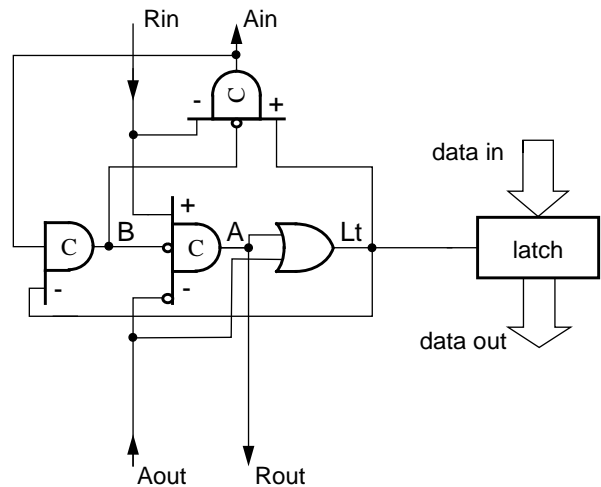 Rin
Ain
C
-
+
data in
+
B
A
Lt
C
C
latch
-
-
data out
Aout
Rout